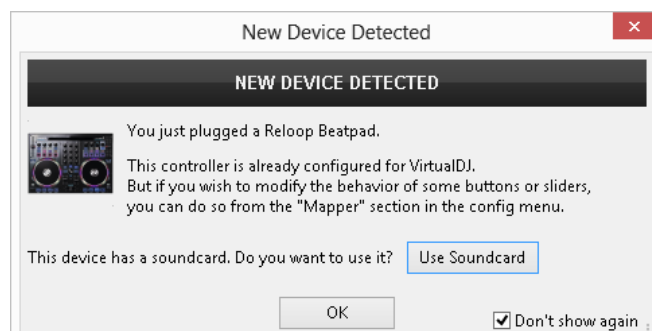 New Device Detected
NEW DEVICE DETECTED
You just plugged a Reloop Beatpad.
This controller is already configured for VirtualDJ.
But if you wish to modify the behavior of some buttons or sliders,
you can do so from the "Mapper" section in the config menu.
This device has a soundcard. Do you want to use it?
Use Soundcard
OK
Don't show again